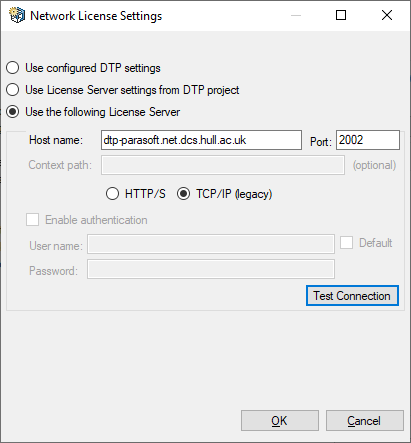 Network License Settings
Use configured DTP settings
Use License Server settings from DTP project
Use the following License Server
Host name: dtp-parasoft.net.dcs.hull.ac.uk Port: 2002
Context path: (optional)
HTTP/S TCP/IP (legacy)
Enable authentication
User name: Default
Password:
Test Connection
OK Cancel